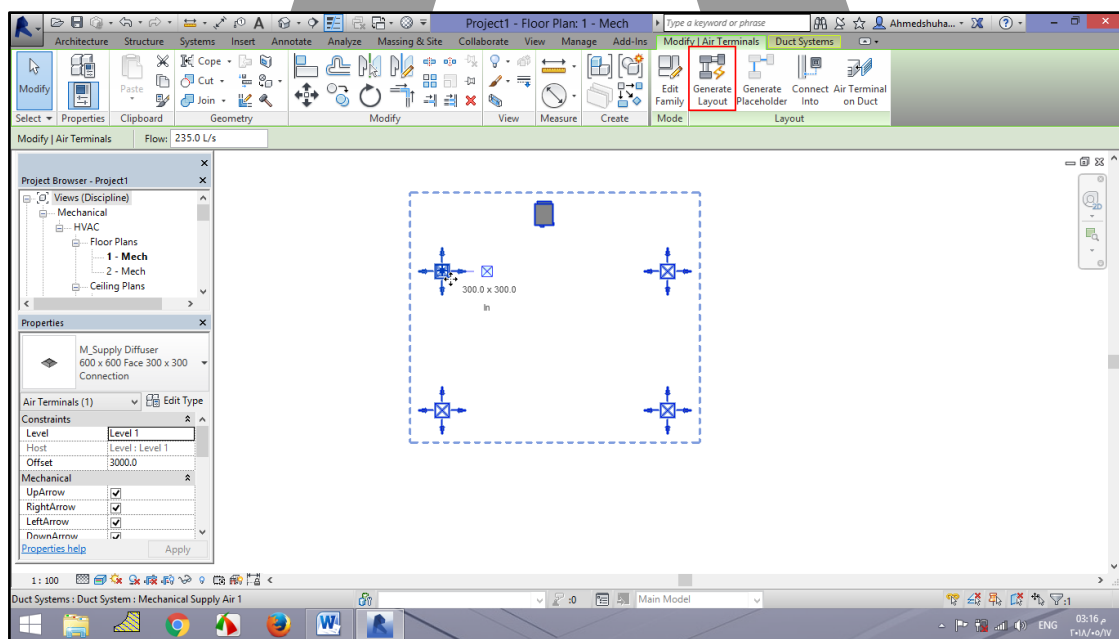 Project1 - Floor Plan: 1 - Mech
Type a keyword or phrase
Ahmedshuha...
Architecture Structure Systems Insert Annotate Analyze Massing & Site Collaborate View Manage Add-Ins Modify | Air Terminals Duct Systems
Modify
Paste
Cope
Cut
Join
Edit Family
Generate Layout
Generate Placeholder
Connect Into
Air Terminal on Duct
Select Properties Clipboard Geometry Modify View Measure Create Mode Layout
Modify | Air Terminals Flow: 235.0 L/s
Project Browser - Project1
Views (Discipline)
Mechanical
HVAC
Floor Plans
1 - Mech
2 - Mech
Ceiling Plans
300.0 x 300.0
In
Properties
M_Supply Diffuser
600 x 600 Face 300 x 300
Connection
Air Terminals (1) Edit Type
Constraints
Level Level 1
Host Level : Level 1
Offset 3000.0
Mechanical
UpArrow
RightArrow
LeftArrow
DownArrow
Properties help Apply
1 : 100
Duct Systems : Duct System : Mechanical Supply Air 1 :0 Main Model :1
ENG
03:16 م
٢٠١٨/٠٥/١٧